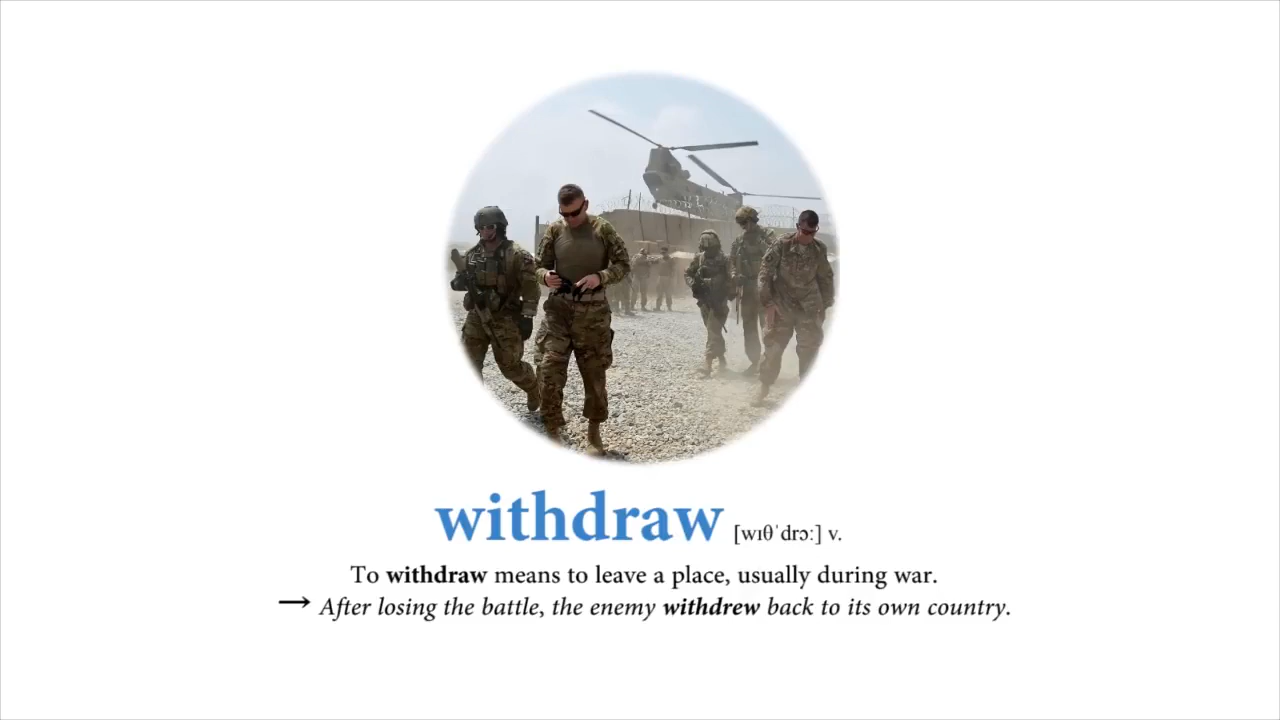 withdraw [wɪθˈdrɔː] v.
To withdraw means to leave a place, usually during war.
→ After losing the battle, the enemy withdrew back to its own country.